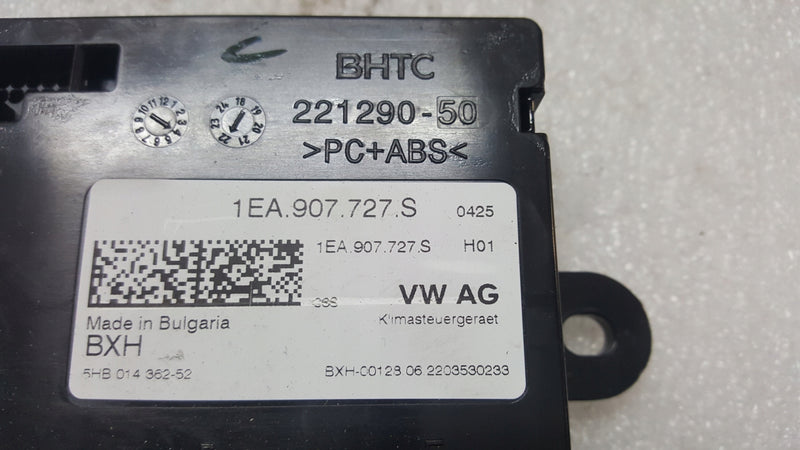 BHTC
221290-50
>PC+ABS<
1EA.907.727.S 0425
1EA.907.727.S H01
VW AG
Made in Bulgaria Klimasteuergeraet
BXH
5HB 014 362-52 BXH-00128 06 2203530233